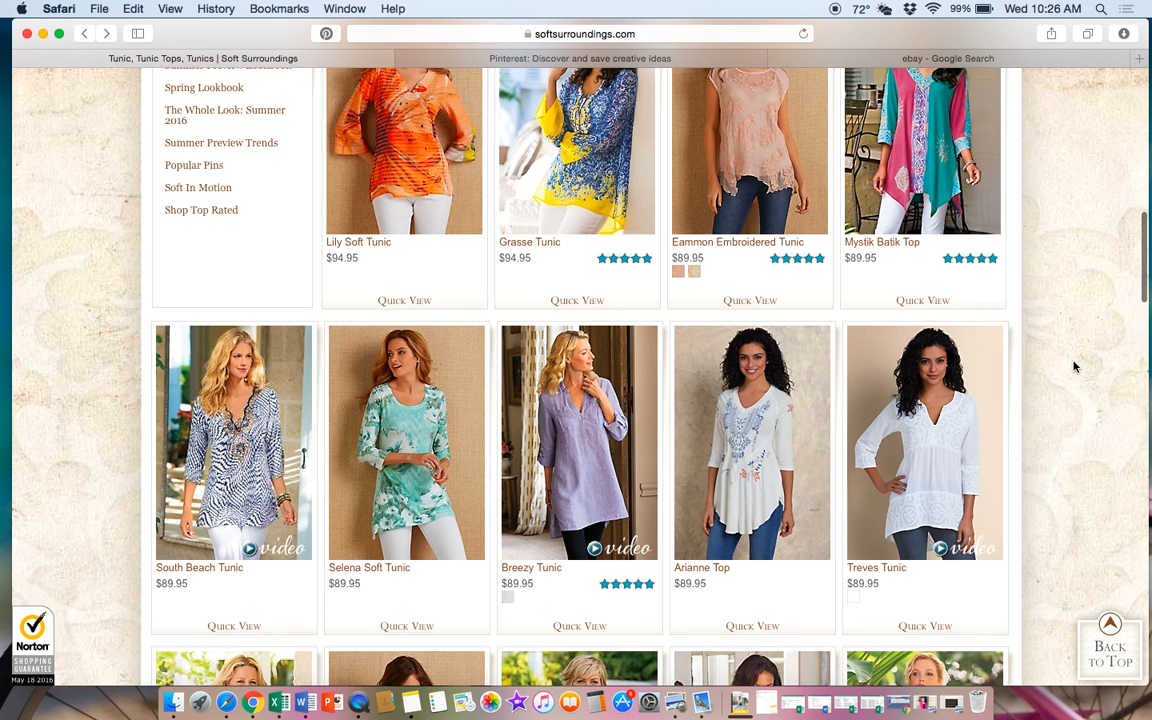 Safari File Edit View History Bookmarks Window Help 72° 99% Wed 10:26 AM
softsurroundings.com
Tunic, Tunic Tops, Tunics | Soft Surroundings Pinterest: Discover and save creative ideas ebay - Google Search
Spring Lookbook
The Whole Look: Summer
2016
Summer Preview Trends
Popular Pins
Soft In Motion
Shop Top Rated
Lily Soft Tunic Grasse Tunic Eammon Embroidered Tunic Mystik Batik Top
$94.95 $94.95 $89.95 $89.95
Quick View Quick View Quick View Quick View
video video video
South Beach Tunic Selena Soft Tunic Breezy Tunic Arianne Top Treves Tunic
$89.95 $89.95 $89.95 $89.95 $89.95
Quick View Quick View Quick View Quick View Quick View
Norton
SHOPPING
GUARANTEE
May 18 2016
Back
to Top